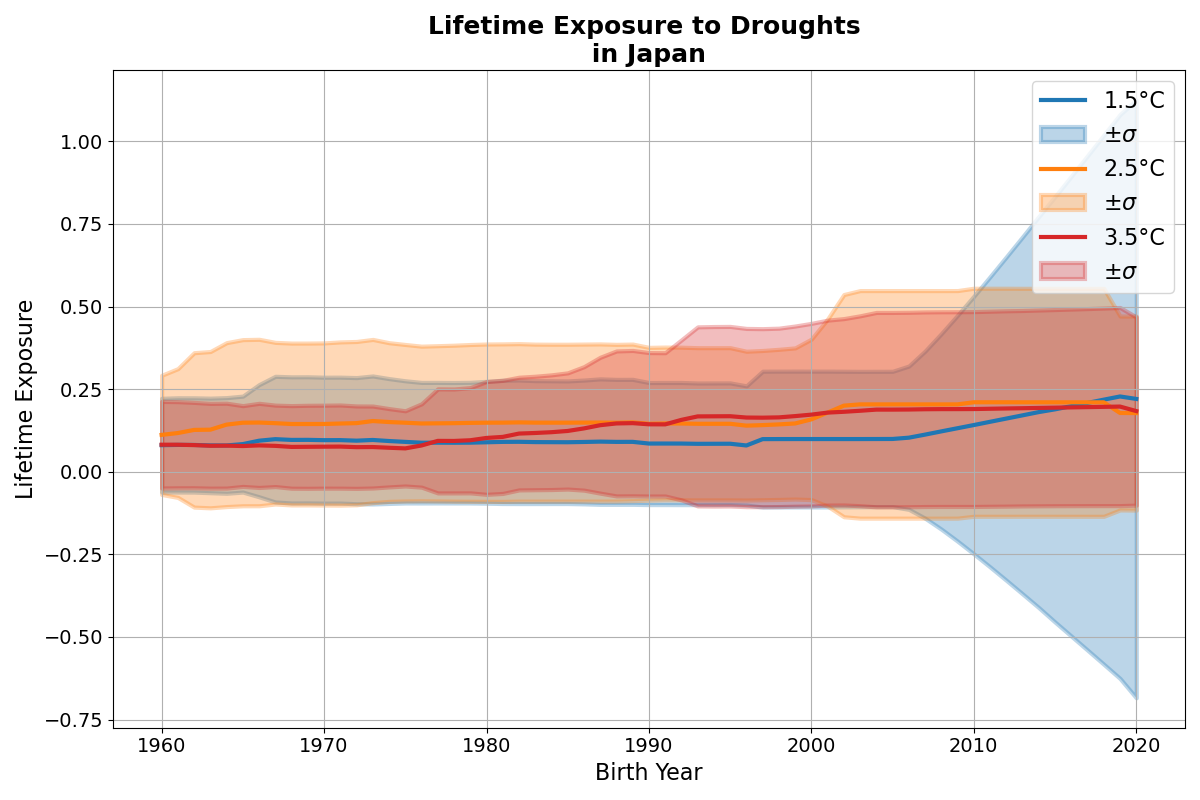 Lifetime Exposure to Droughts
in Japan
1.5°C
±σ
2.5°C
±σ
3.5°C
±σ
Lifetime Exposure
1.00
0.75
0.50
0.25
0.00
−0.25
−0.50
−0.75
1960 1970 1980 1990 2000 2010 2020
Birth Year